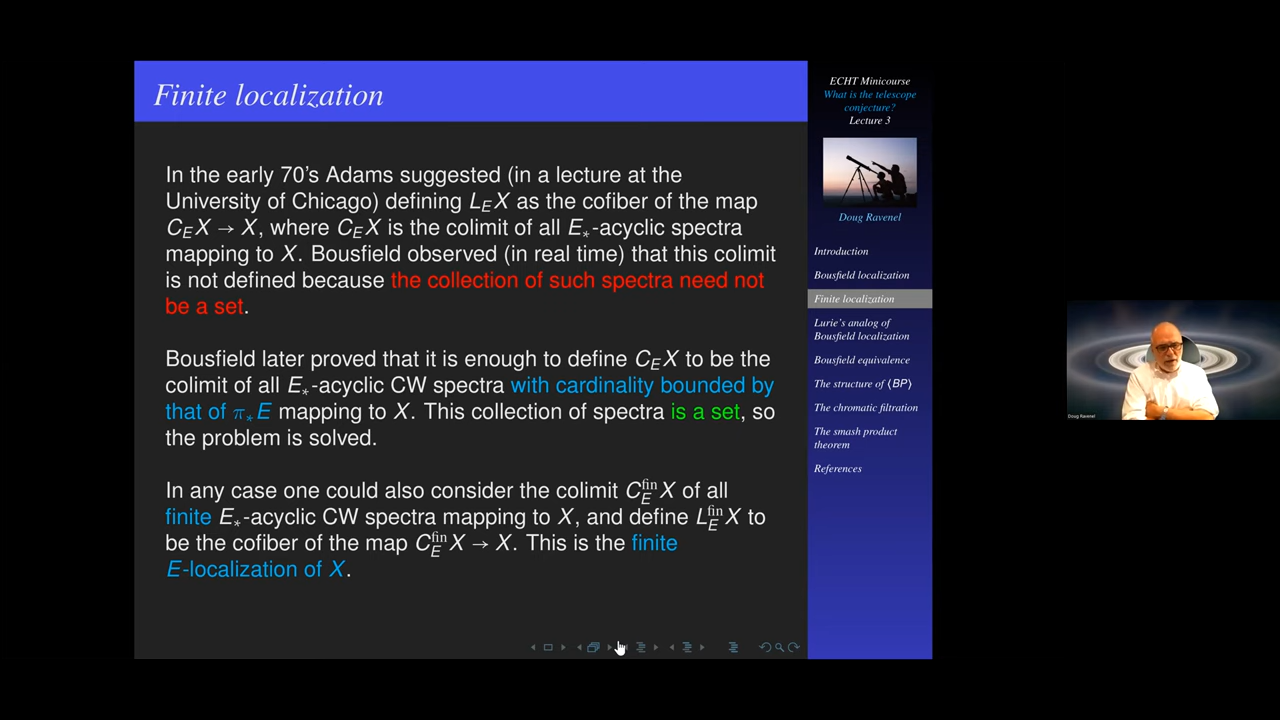 Finite localization
In the early 70's Adams suggested (in a lecture at the
University of Chicago) defining L_E X as the cofiber of the map
C_E X → X, where C_E X is the colimit of all E_*-acyclic spectra
mapping to X. Bousfield observed (in real time) that this colimit
is not defined because the collection of such spectra need not
be a set.
Bousfield later proved that it is enough to define C_E X to be the
colimit of all E_*-acyclic CW spectra with cardinality bounded by
that of π_*E mapping to X. This collection of spectra is a set, so
the problem is solved.
In any case one could also consider the colimit C_E^fin X of all
finite E_*-acyclic CW spectra mapping to X, and define L_E^fin X to
be the cofiber of the map C_E^fin X → X. This is the finite
E-localization of X.
ECHT Minicourse
What is the telescope
conjecture?
Lecture 3
Doug Ravenel
Introduction
Bousfield localization
Finite localization
Lurie's analog of
Bousfield localization
Bousfield equivalence
The structure of ⟨BP⟩
The chromatic filtration
The smash product
theorem
References
Doug Ravenel